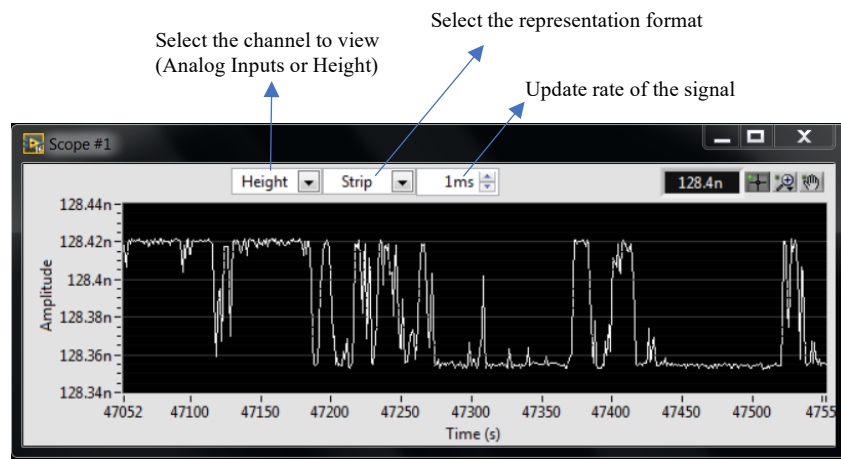 Select the representation format
Select the channel to view
(Analog Inputs or Height)
Update rate of the signal
Scope #1
Height Strip 1ms 128.4n
128.44n
128.42n
128.4n
128.38n
128.36n
128.34n
Amplitude
47052 47100 47150 47200 47250 47300 47350 47400 47450 47500 4755
Time (s)